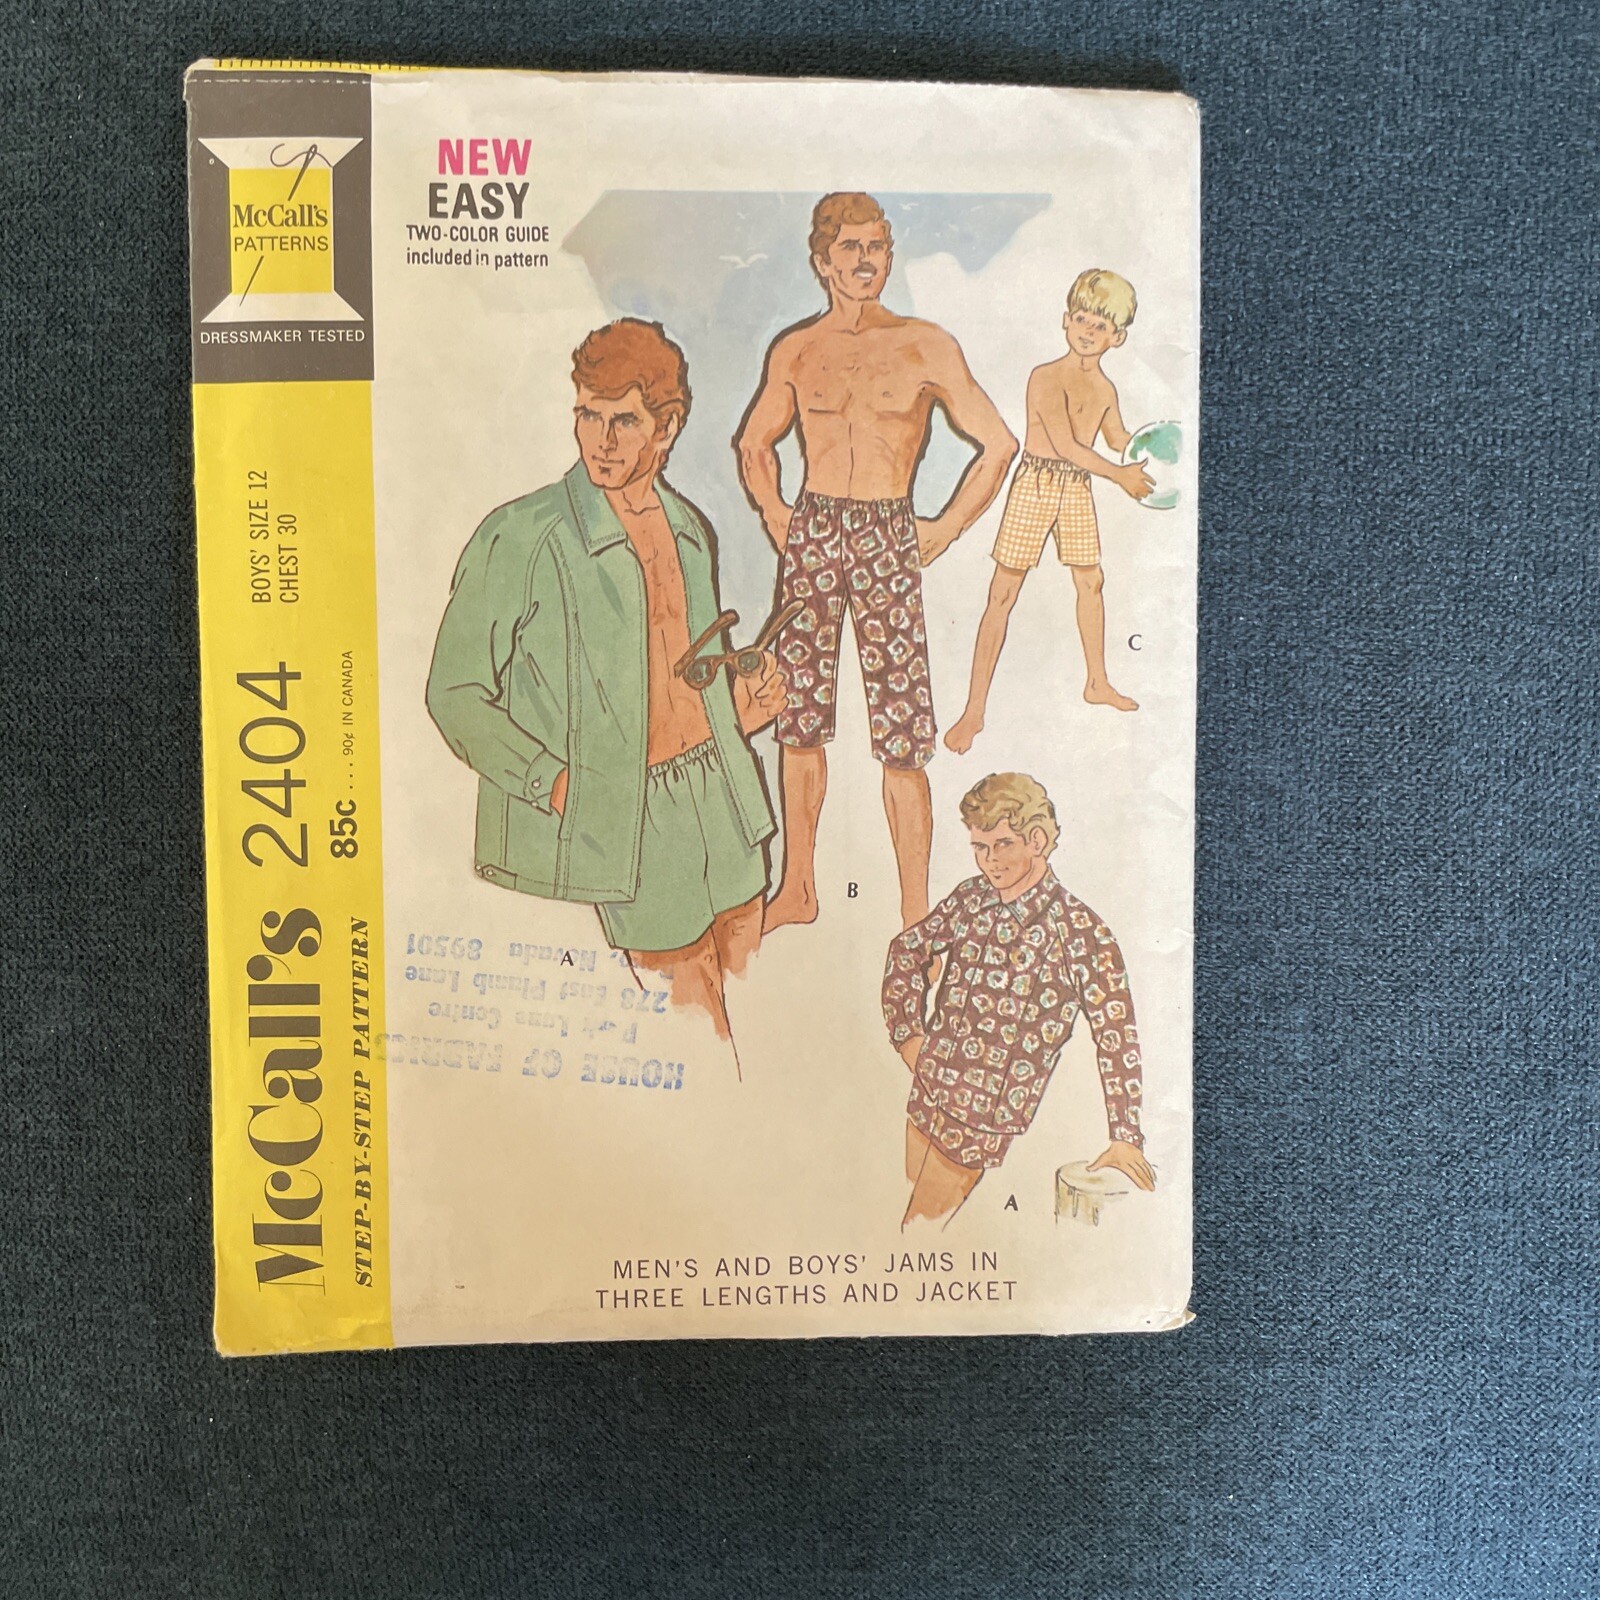 McCall's
PATTERNS
DRESSMAKER TESTED
NEW
EASY
TWO-COLOR GUIDE
included in pattern
BOYS' SIZE 12
CHEST 30
McCall's 2404
85c ... 90¢ IN CANADA
STEP-BY-STEP PATTERN
A
B
C
A
HOUSE OF FABRICS
Park Lane Centre
278 East Plumb Lane
Nevada 89501
MEN'S AND BOYS' JAMS IN
THREE LENGTHS AND JACKET